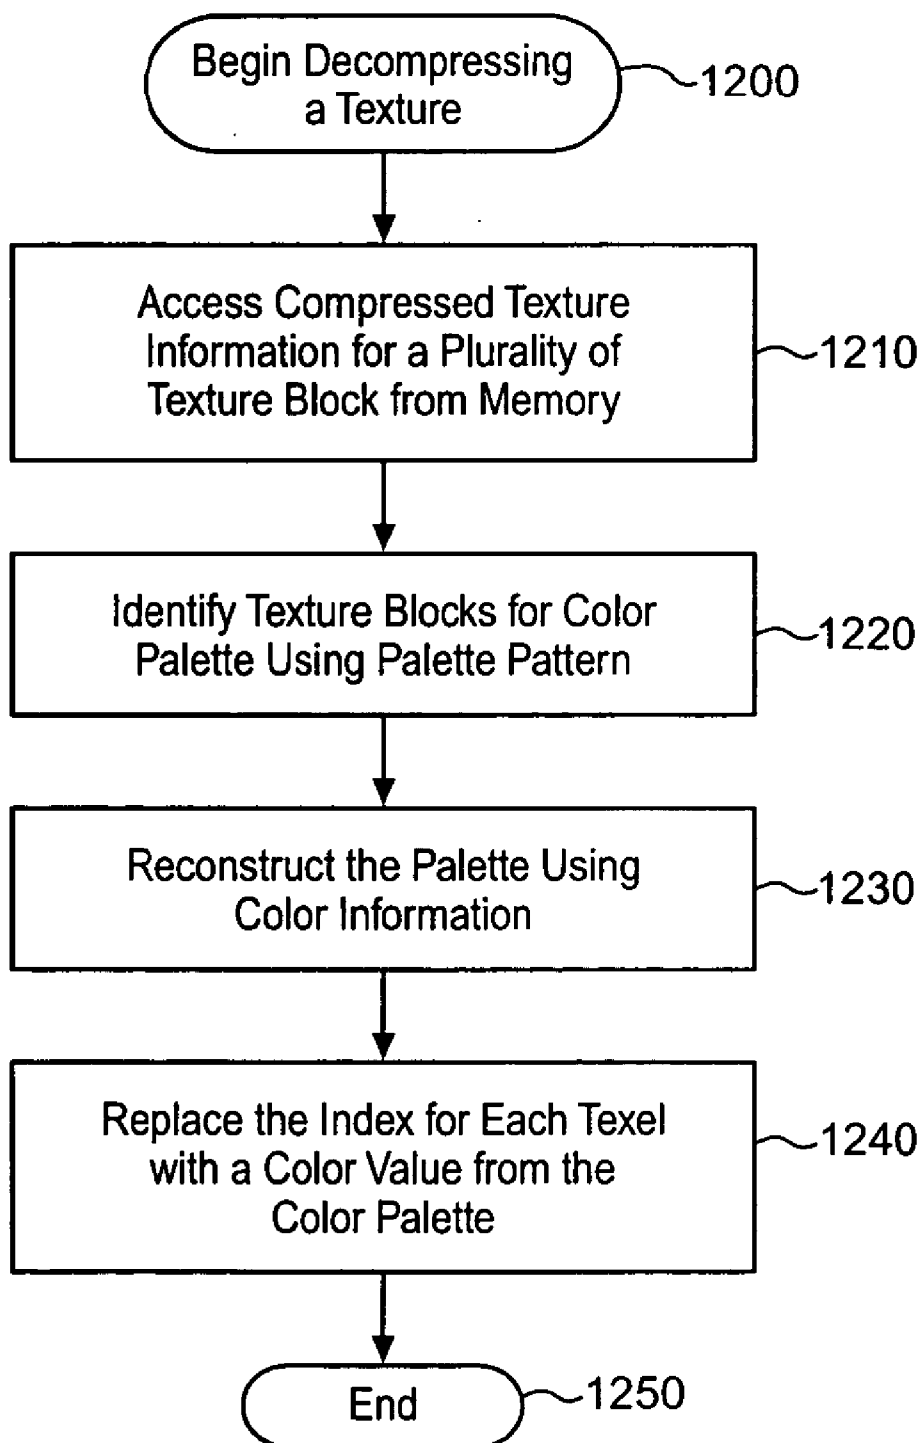 Begin Decompressing
a Texture
1200
Access Compressed Texture
Information for a Plurality of
Texture Block from Memory
1210
Identify Texture Blocks for Color
Palette Using Palette Pattern
1220
Reconstruct the Palette Using
Color Information
1230
Replace the Index for Each Texel
with a Color Value from the
Color Palette
1240
End
1250